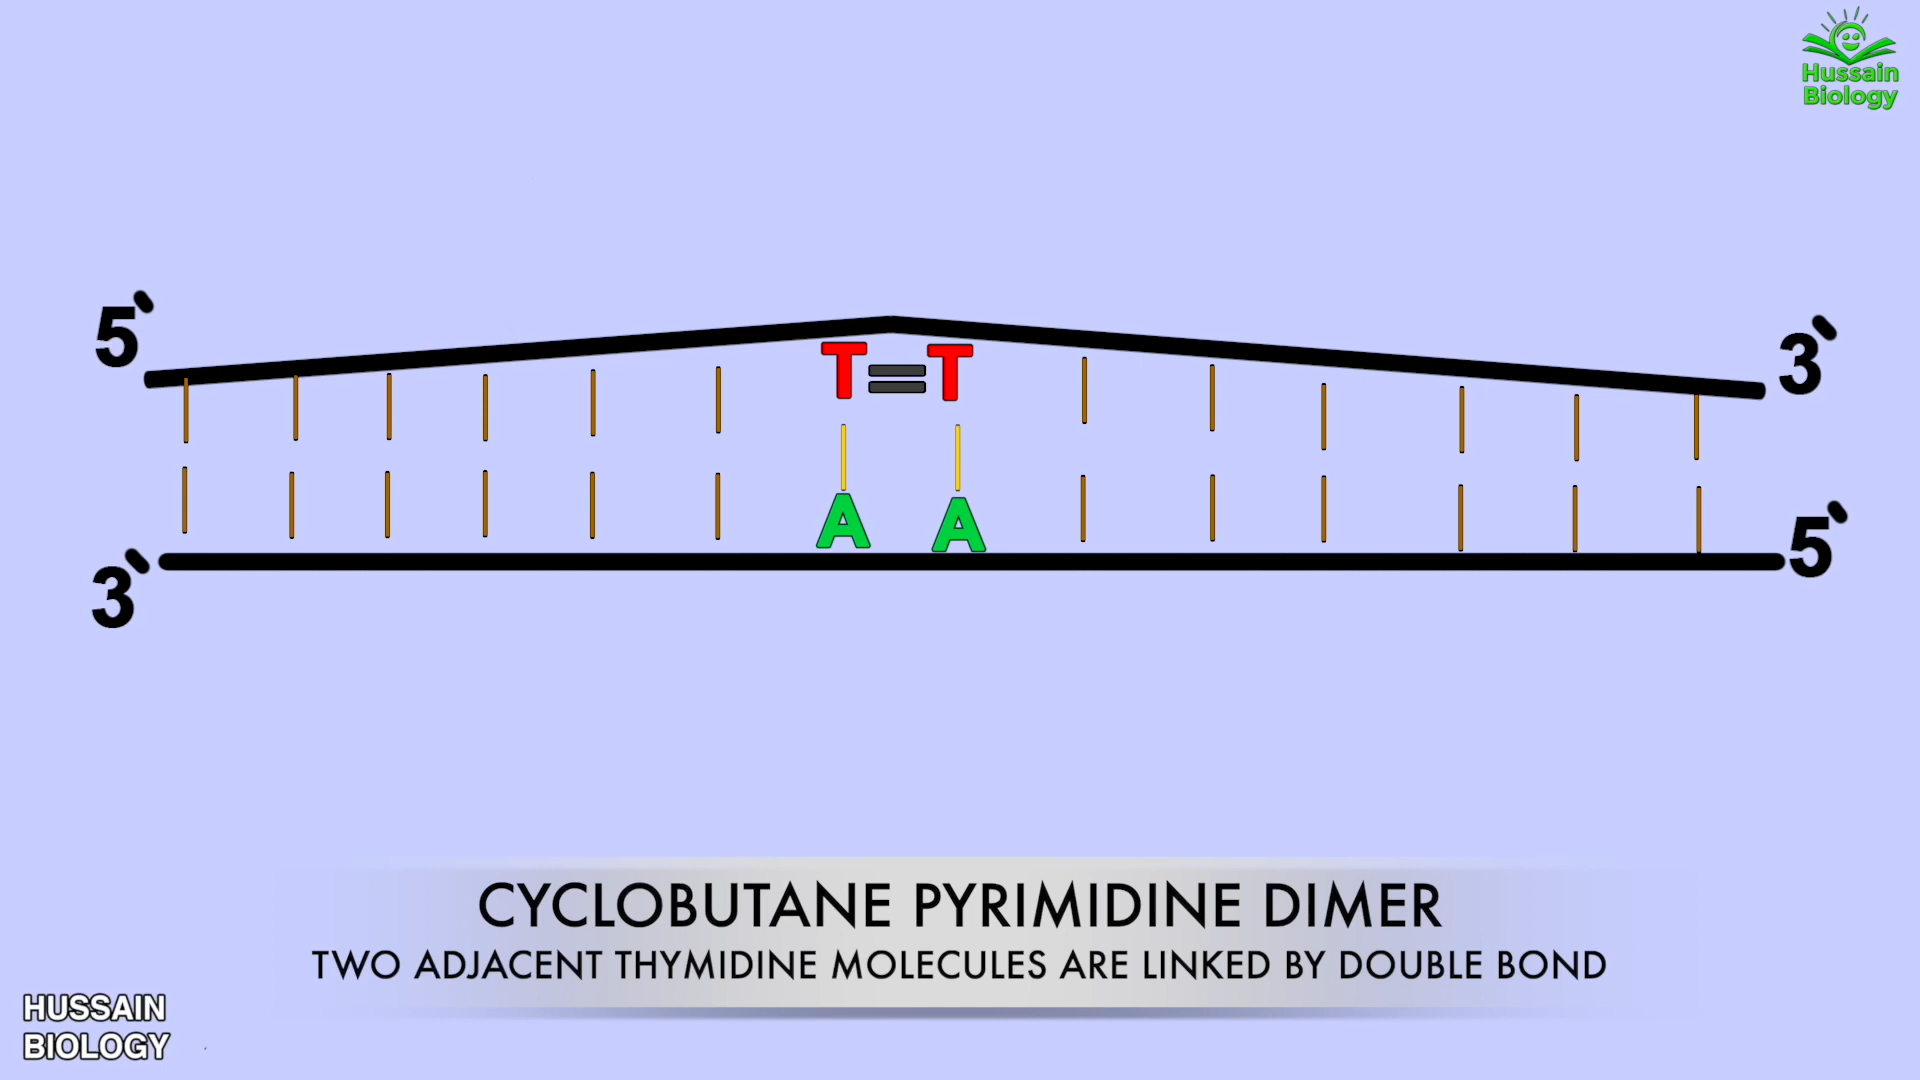 Hussain
Biology
5`
3`
T=T
A A
3`
5`
CYCLOBUTANE PYRIMIDINE DIMER
TWO ADJACENT THYMIDINE MOLECULES ARE LINKED BY DOUBLE BOND
HUSSAIN
BIOLOGY